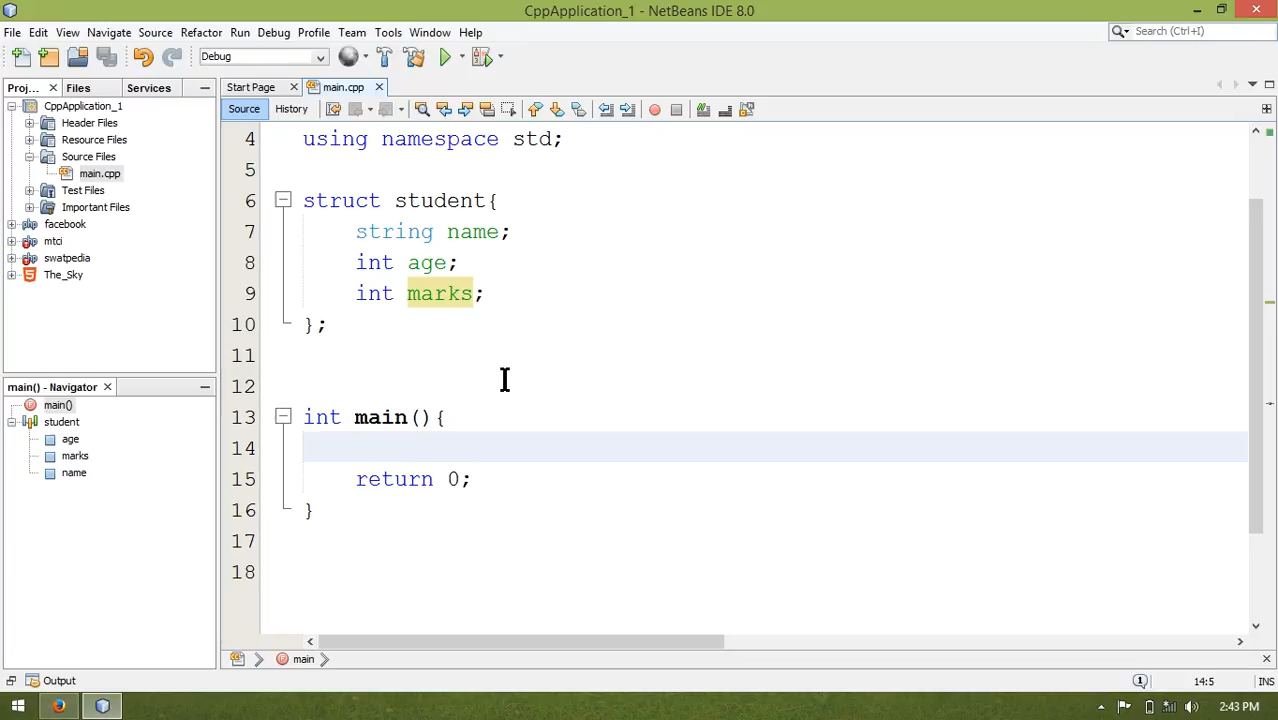 CppApplication_1 - NetBeans IDE 8.0
File Edit View Navigate Source Refactor Run Debug Profile Team Tools Window Help
Search (Ctrl+I)
Debug
Proj... Files Services
Start Page main.cpp
CppApplication_1
Header Files
Resource Files
Source Files
main.cpp
Test Files
Important Files
facebook
mtci
swatpedia
The_Sky
Source History
4 using namespace std;
5
6 struct student{
7 string name;
8 int age;
9 int marks;
10 };
11
12
13 int main(){
14
15 return 0;
16 }
17
18
main() - Navigator
main()
student
age
marks
name
main
Output
14:5 INS
2:43 PM